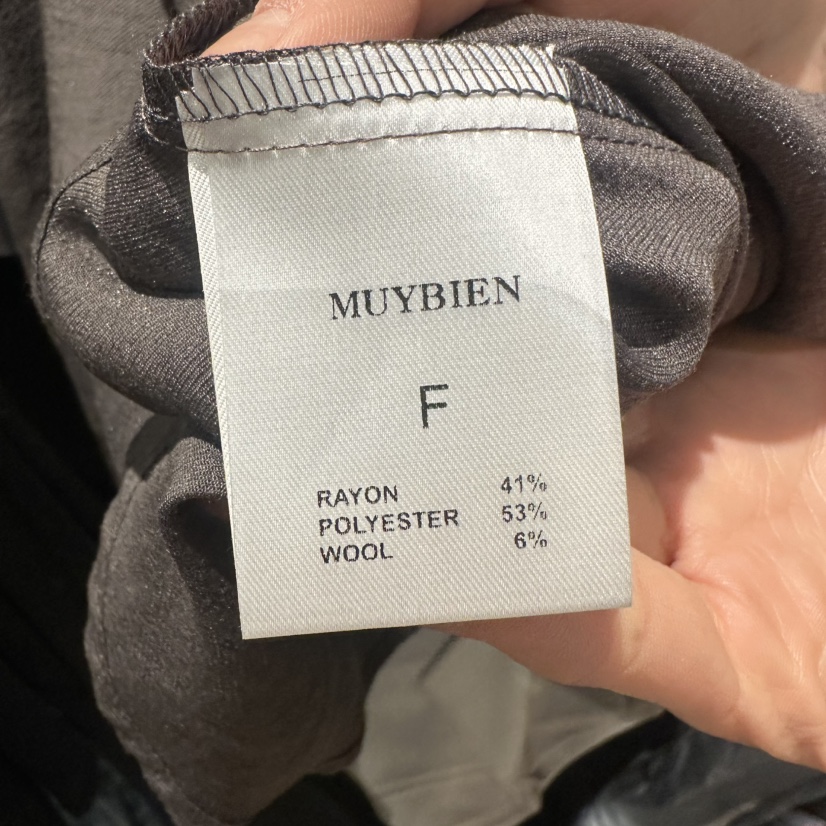 MUYBIEN
F
RAYON 41%
POLYESTER 53%
WOOL 6%